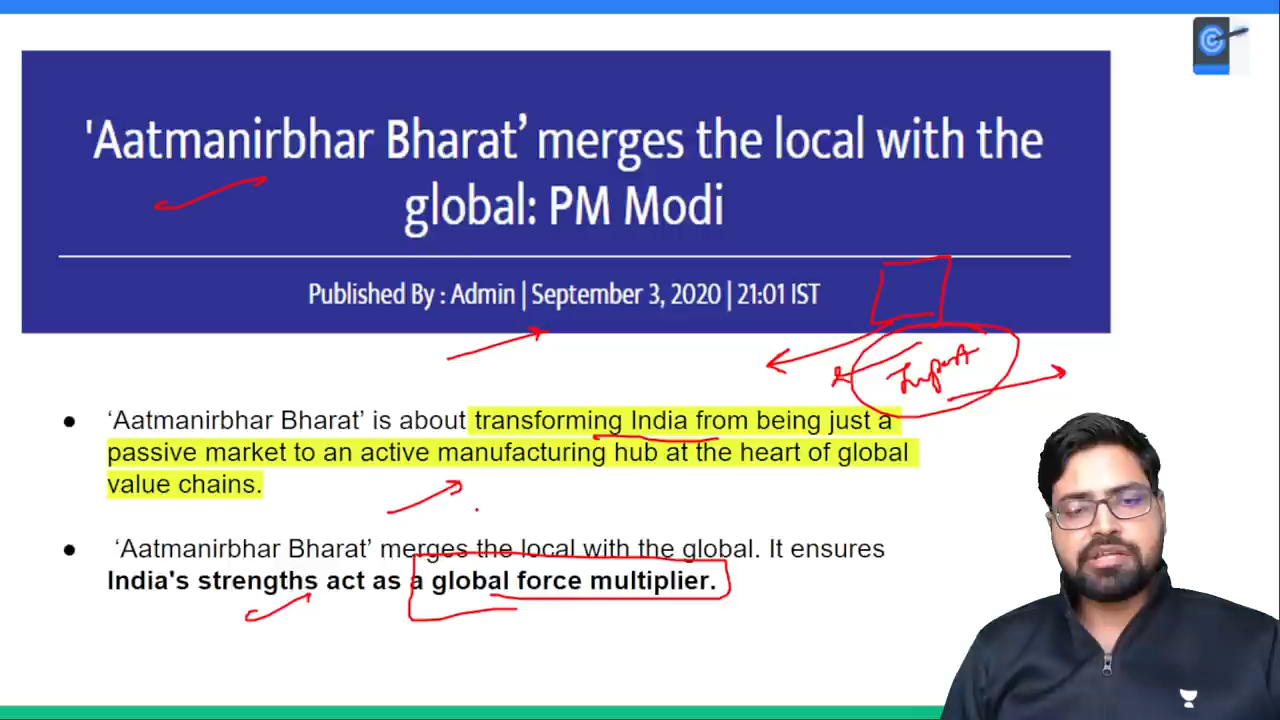 'Aatmanirbhar Bharat’ merges the local with the
global: PM Modi
Published By : Admin | September 3, 2020 | 21:01 IST
Import
● ‘Aatmanirbhar Bharat’ is about transforming India from being just a
passive market to an active manufacturing hub at the heart of global
value chains.
● ‘Aatmanirbhar Bharat’ merges the local with the global. It ensures
India's strengths act as a global force multiplier.